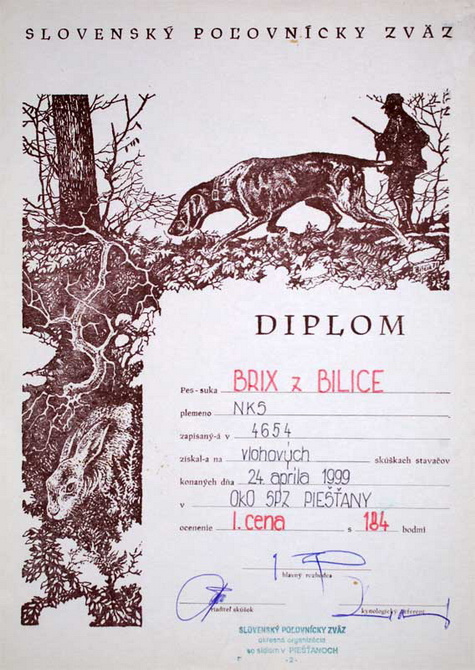 SLOVENSKÝ POĽOVNÍCKY ZVÄZ
DIPLOM
Pes - suka BRIX z BILICE
plemeno NKS
zapísaný-á v 4654
získal-a na vlohových skúškach stavačov
konaných dňa 24. apríla 1999
v OkO SPZ PIEŠŤANY
ocenenie I. cena s 184 bodmi
hlavný rozhodca
riaditeľ skúšok kynologický referent
SLOVENSKÝ POĽOVNÍCKY ZVÄZ
okresná organizácia
so sídlom v PIEŠŤANOCH
- 2 -